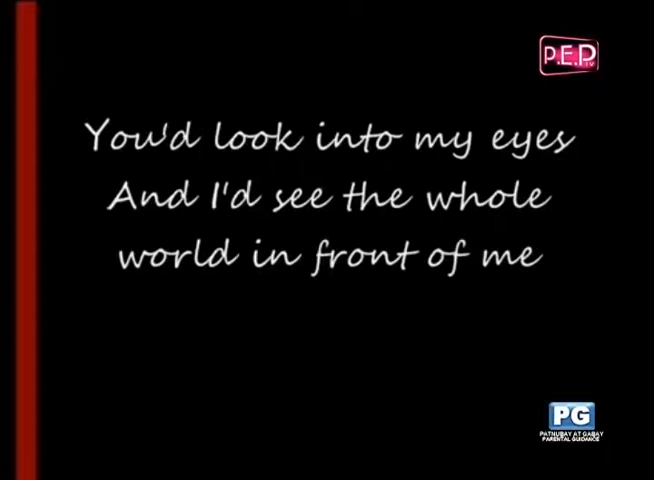 P.E.P
TV
You'd look into my eyes
And I'd see the whole
world in front of me
PG
PATNUBAY AT GABAY
PARENTAL GUIDANCE